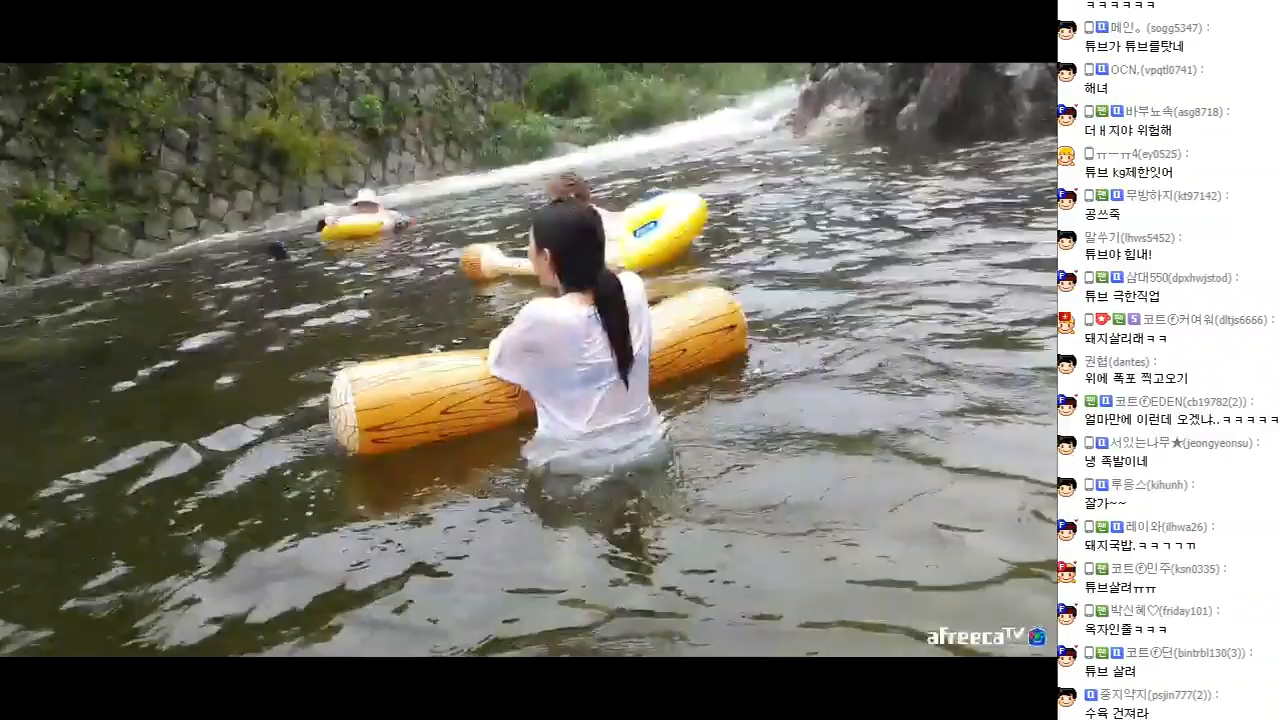 ㅋㅋㅋㅋㅋㅋ
메인。(sogg5347) :
튜브가 튜브를탓네
OCN,(vpqtl0741) :
해녀
바부뇨속(asg8718) :
더ㅐ지야 위험해
ㅠㅡㅠ4(ey0525) :
튜브 kg제한잇어
무방하지(kt97142) :
공쓰죽
말쑤기(lhws5452) :
튜브야 힘내!
삼대550(dpxhwjstod) :
튜브 극한직업
코트ⓕ커여워(dltjs6666) :
돼지살리래ㅋㅋ
권협(dantes) :
위에 폭포 찍고오기
코트ⓕEDEN(cb19782(2)) :
얼마만에 이런데 오겠냐..ㅋㅋㅋㅋㅋ
서있는나무★(jeongyeonsu) :
냉 족발이네
루웅스(kihunh) :
잘가~~
레이와(ilhwa26) :
돼지국밥.ㅋㅋㄱㄱㄲ
코트ⓕ민주(ksn0335) :
튜브살려ㅠㅠ
박신혜♡(friday101) :
옥자인줄ㅋㅋㅋ
코트ⓕ던(bintrbl130(3)) :
튜브 살려
중지약지(psjin777(2)) :
수육 건져라
afreecaTV